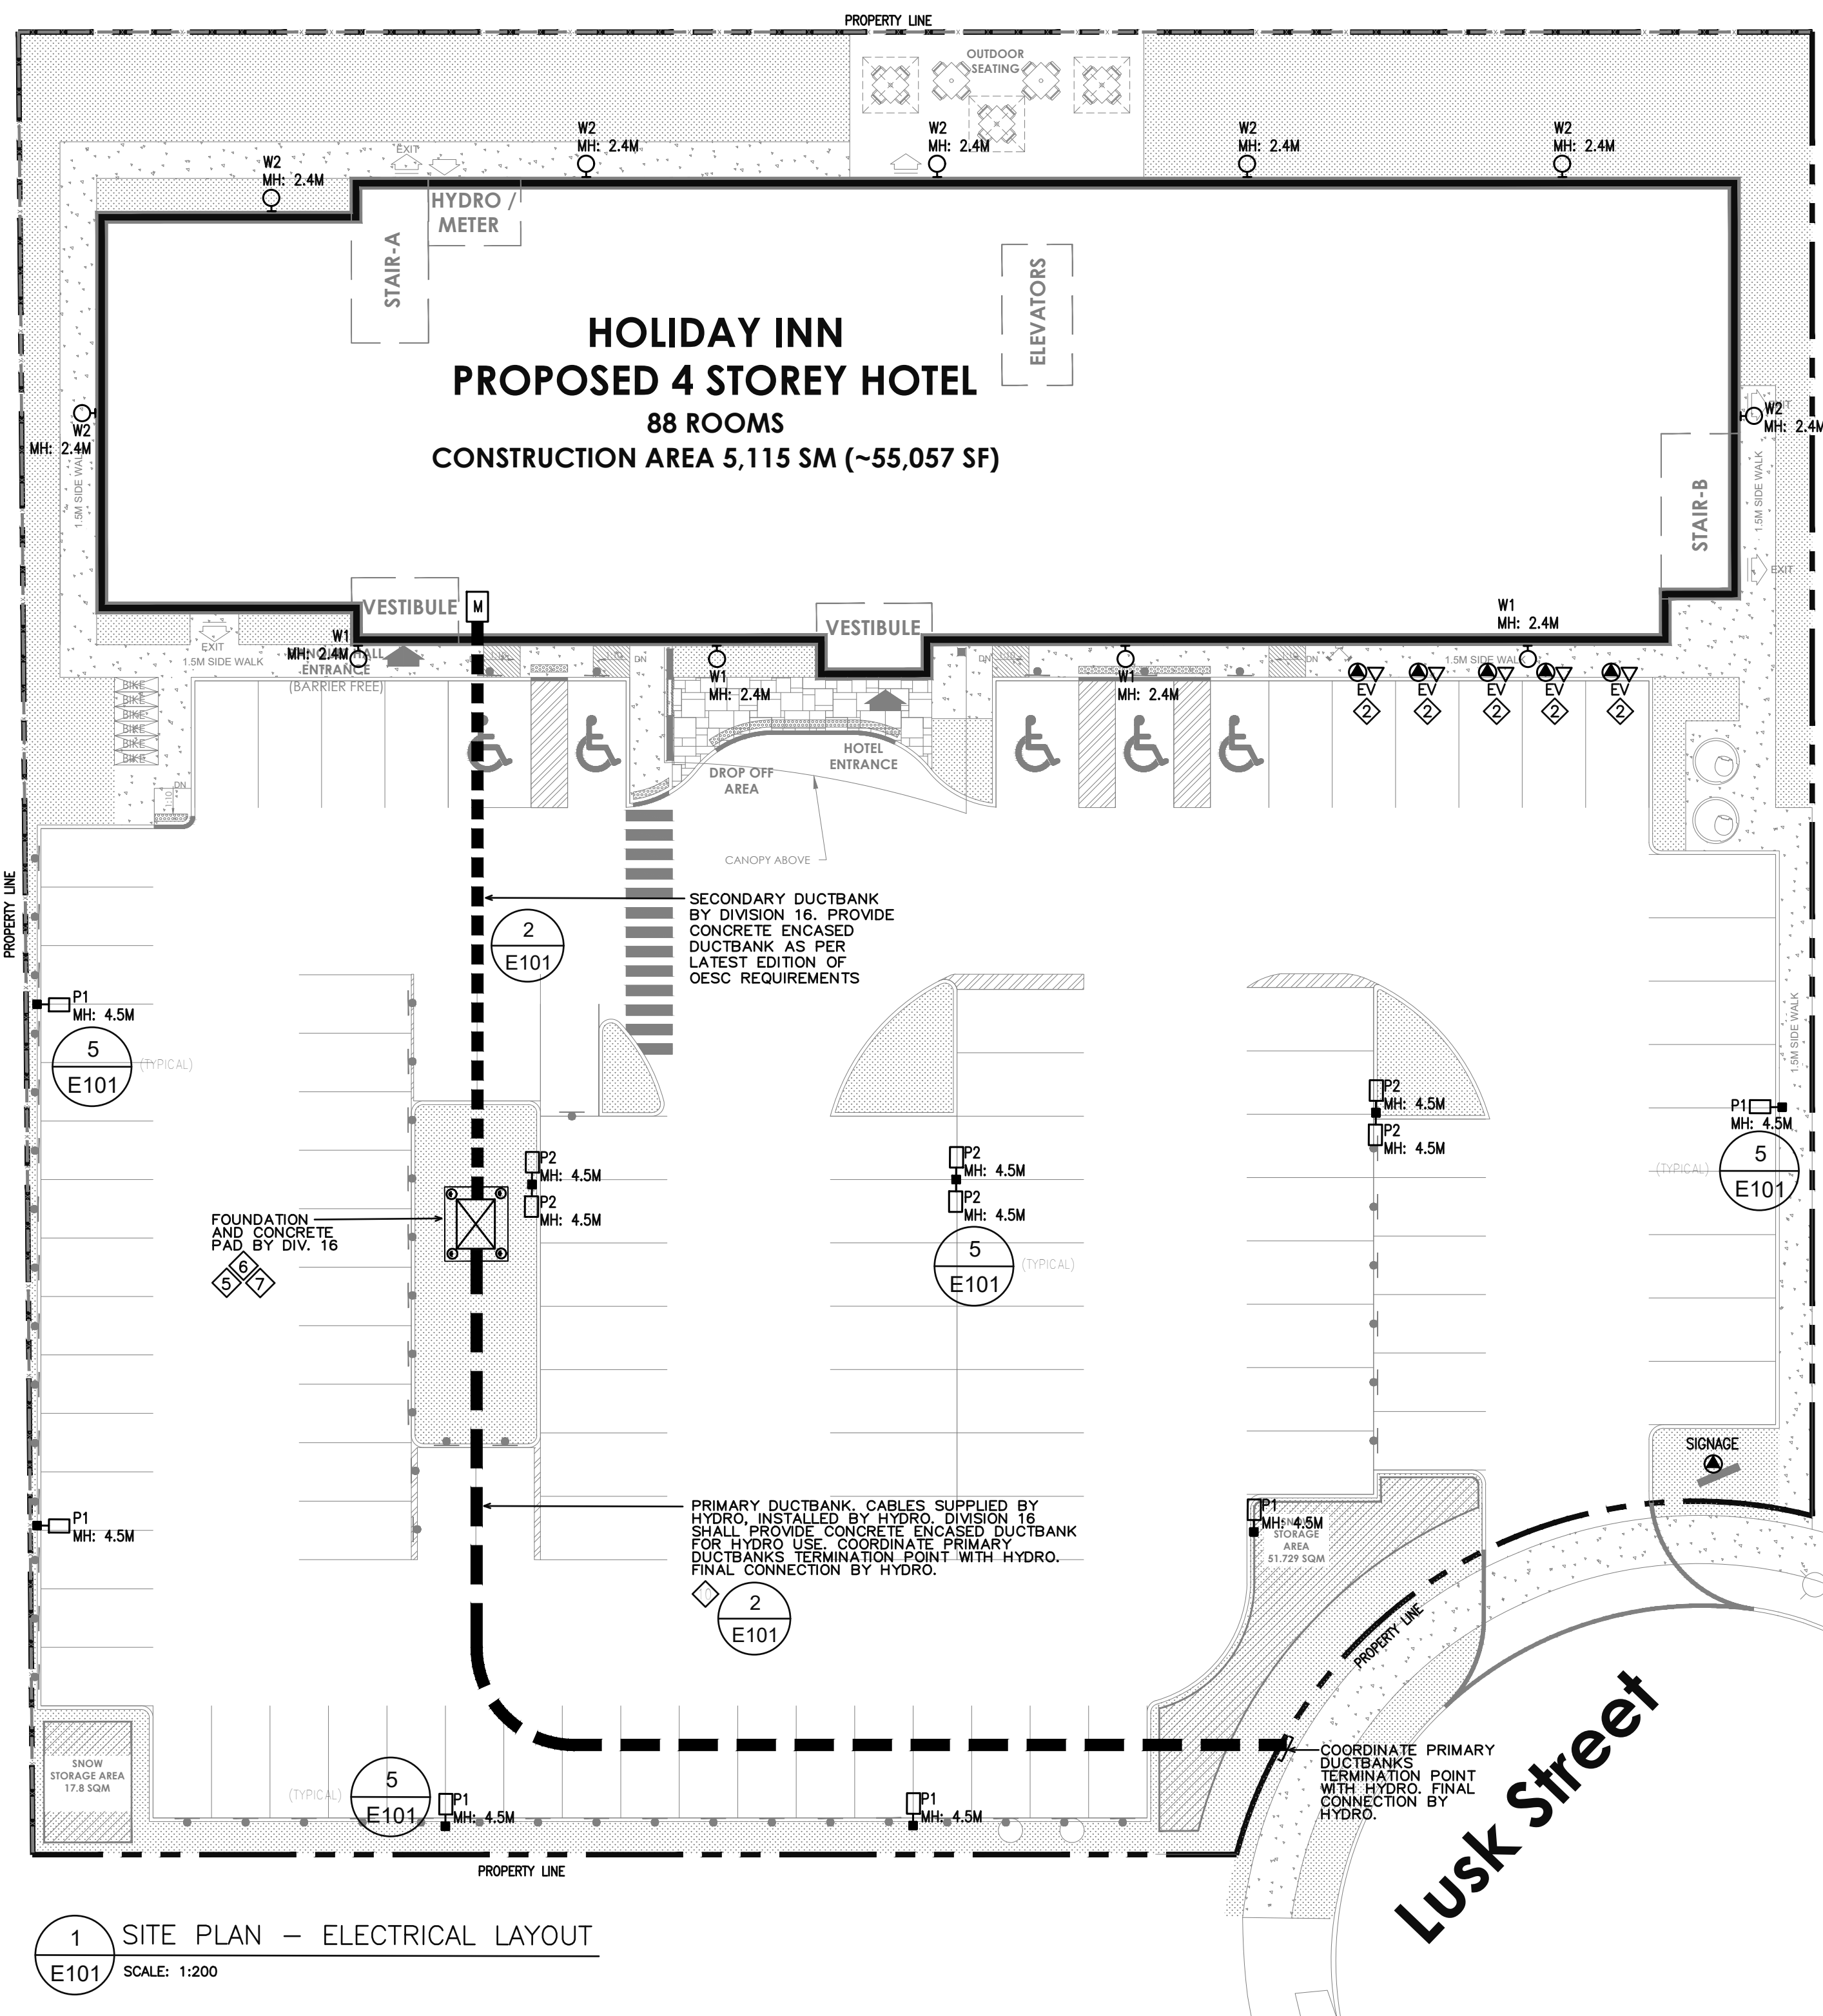 PROPERTY LINE
OUTDOOR
SEATING
W2
MH: 2.4M
W2
MH: 2.4M
W2
MH: 2.4M
W2
MH: 2.4M
W2
MH: 2.4M
EXIT
HYDRO /
METER
STAIR-A
ELEVATORS
HOLIDAY INN
PROPOSED 4 STOREY HOTEL
88 ROOMS
CONSTRUCTION AREA 5,115 SM (~55,057 SF)
W2
MH: 2.4M
1.5M SIDE WALK
EXIT
W2
MH: 2.4M
1.5M SIDE WALK
STAIR-B
EXIT
VESTIBULE
M
VESTIBULE
W1
MH: 2.4M
EXIT
1.5M SIDE WALK
W1
MH: 2.4M
HALL
ENTRANCE
(BARRIER FREE)
DN
W1
MH: 2.4M
DN
W1
MH: 2.4M
DN
1.5M SIDE WALK
EV
2
EV
2
EV
2
EV
2
EV
2
BIKE
BIKE
BIKE
BIKE
BIKE
BIKE
DN
1:10
HOTEL
ENTRANCE
DROP OFF
AREA
CANOPY ABOVE
PROPERTY LINE
SECONDARY DUCTBANK
BY DIVISION 16. PROVIDE
CONCRETE ENCASED
DUCTBANK AS PER
LATEST EDITION OF
OESC REQUIREMENTS
2
E101
P1
MH: 4.5M
5
E101
(TYPICAL)
1.5M SIDE WALK
P2
MH: 4.5M
P2
MH: 4.5M
P1
MH: 4.5M
5
E101
(TYPICAL)
P2
MH: 4.5M
P2
MH: 4.5M
P2
MH: 4.5M
P2
MH: 4.5M
5
E101
(TYPICAL)
FOUNDATION
AND CONCRETE
PAD BY DIV. 16
6
5
7
SIGNAGE
PRIMARY DUCTBANK. CABLES SUPPLIED BY
HYDRO, INSTALLED BY HYDRO. DIVISION 16
SHALL PROVIDE CONCRETE ENCASED DUCTBANK
FOR HYDRO USE. COORDINATE PRIMARY
DUCTBANKS TERMINATION POINT WITH HYDRO.
FINAL CONNECTION BY HYDRO.
2
E101
P1
MH: 4.5M
P1
MH: 4.5M
STORAGE
AREA
51.729 SQM
PROPERTY LINE
COORDINATE PRIMARY
DUCTBANKS
TERMINATION POINT
WITH HYDRO. FINAL
CONNECTION BY
HYDRO.
Lusk Street
SNOW
STORAGE AREA
17.8 SQM
(TYPICAL)
5
E101
P1
MH: 4.5M
P1
MH: 4.5M
PROPERTY LINE
1
E101
SITE PLAN – ELECTRICAL LAYOUT
SCALE: 1:200